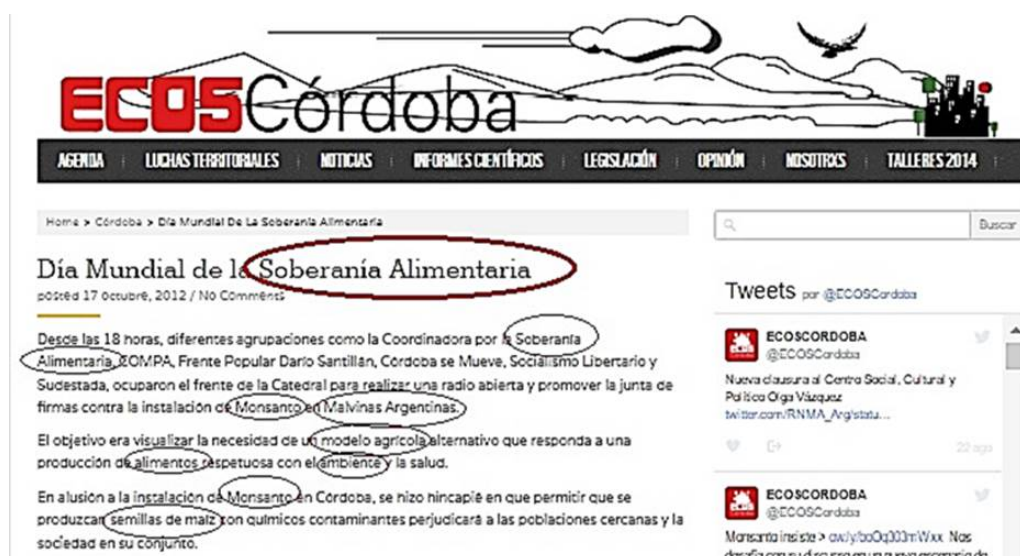 ECOSCórdoba
AGENDA LUCHAS TERRITORIALES NOTICIAS INFORMES CIENTÍFICOS LEGISLACIÓN OPINIÓN NOSOTRXS TALLERES 2014
Home > Córdoba > Día Mundial De La Soberanía Alimentaria
Buscar
Día Mundial de la Soberanía Alimentaria
posted 17 octubre, 2012 / No Comments
Desde las 18 horas, diferentes agrupaciones como la Coordinadora por la Soberanía
Alimentaria, COMPA, Frente Popular Darío Santillán, Córdoba se Mueve, Socialismo Libertario y
Sudestada, ocuparon el frente de la Catedral para realizar una radio abierta y promover la junta de
firmas contra la instalación de Monsanto en Malvinas Argentinas.
El objetivo era visualizar la necesidad de un modelo agrícola alternativo que responda a una
producción de alimentos respetuosa con el ambiente y la salud.
En alusión a la instalación de Monsanto en Córdoba, se hizo hincapié en que permitir que se
produzcan semillas de maíz con químicos contaminantes perjudicará a las poblaciones cercanas y la
sociedad en su conjunto.
Tweets por @ECOSCordoba
ECOSCORDOBA
@ECOSCordoba
Nueva clausura al Centro Social, Cultural y
Político Olga Vázquez
twitter.com/RNMA_Arg/statu...
22 ago
ECOSCORDOBA
@ECOSCordoba
Monsanto insiste > Nos